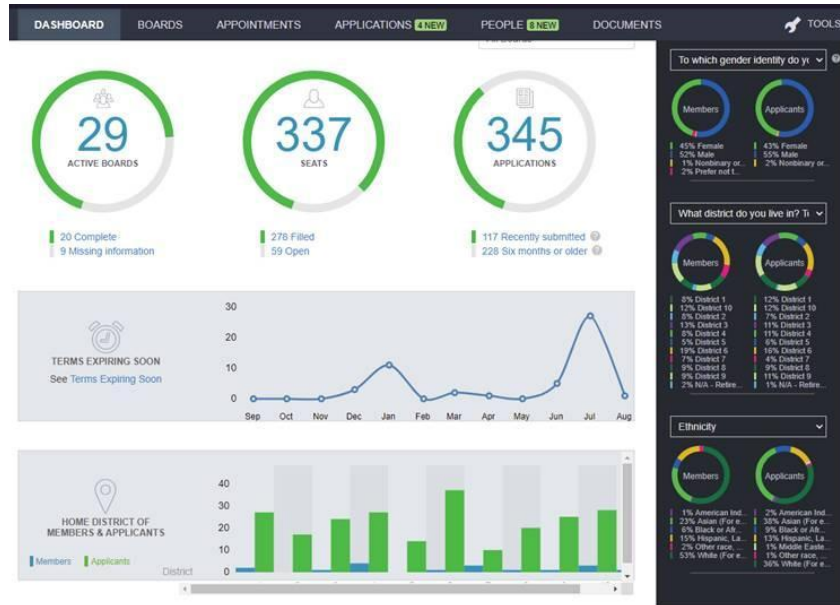 DASHBOARD
BOARDS
APPOINTMENTS
APPLICATIONS 4 NEW
PEOPLE 8 NEW
DOCUMENTS
TOOLS
29
ACTIVE BOARDS
20 Complete
9 Missing information
337
SEATS
278 Filled
59 Open
345
APPLICATIONS
117 Recently submitted
228 Six months or older
TERMS EXPIRING SOON
See Terms Expiring Soon
30
20
10
0
Sep Oct Nov Dec Jan Feb Mar Apr May Jun Jul Aug
HOME DISTRICT OF
MEMBERS & APPLICANTS
Members Applicants
40
30
20
10
0
District
To which gender identity do
Members
45% Female
52% Male
1% Nonbinary or...
2% Prefer not t...
Applicants
43% Female
55% Male
2% Nonbinary or...
What district do you live in?
Members
8% District 1
12% District 10
8% District 2
13% District 3
8% District 4
5% District 5
19% District 6
7% District 7
9% District 8
9% District 9
2% N/A - Retire...
Applicants
12% District 1
12% District 10
7% District 2
11% District 3
11% District 4
6% District 5
16% District 6
4% District 7
9% District 8
11% District 9
1% N/A - Retire...
Ethnicity
Members
1% American Ind...
23% Asian (For e...
6% Black or Afr...
15% Hispanic, La...
2% Other race, ...
53% White (For e...
Applicants
2% American Ind...
38% Asian (For e...
9% Black or Afr...
13% Hispanic, La...
1% Middle Easte...
1% Other race, ...
36% White (For e...